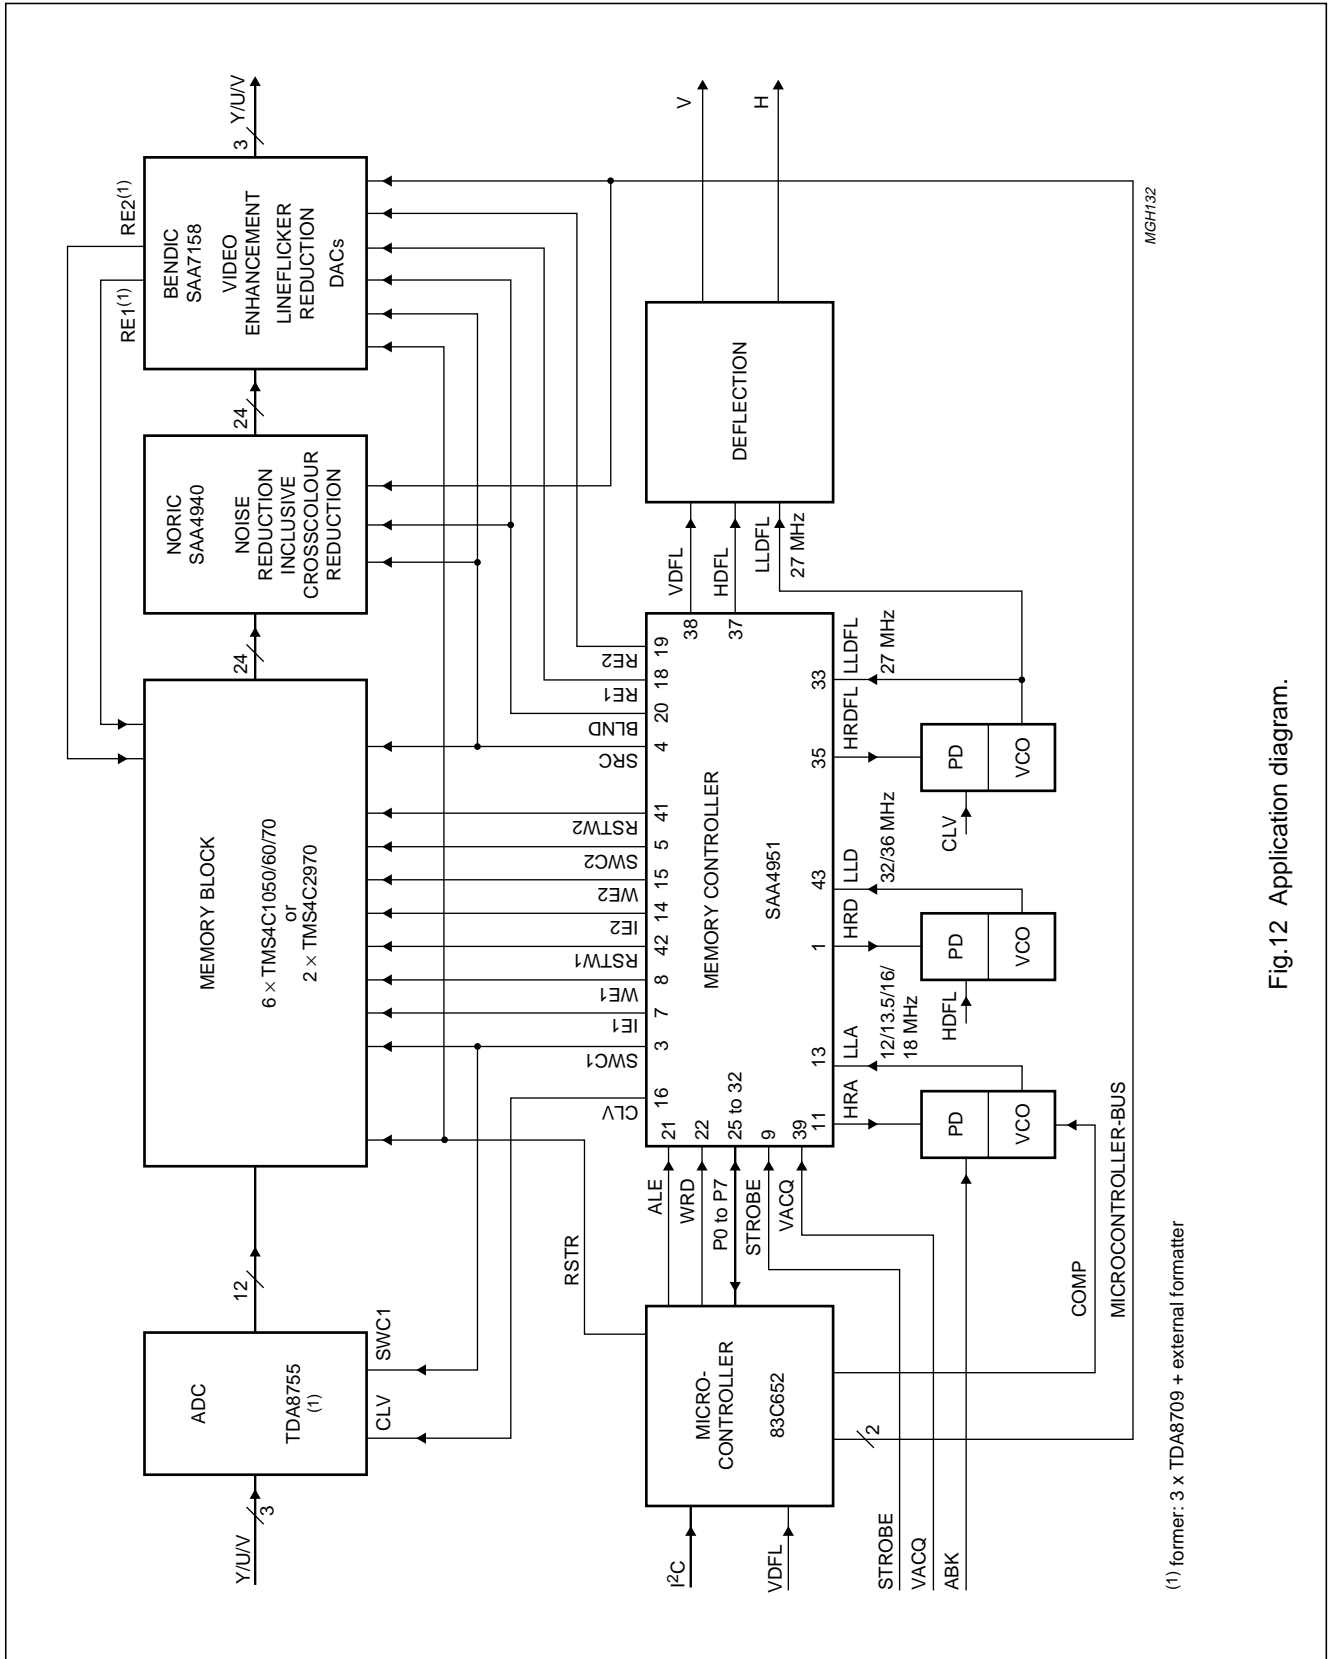 Y/U/V
3
ADC
TDA8755
(1)
CLV
SWC1
12
MEMORY BLOCK
6 × TMS4C1050/60/70
or
2 × TMS4C2970
24
NORIC
SAA4940
NOISE
REDUCTION
INCLUSIVE
CROSSCOLOUR
REDUCTION
24
RE1(1)
RE2(1)
BENDIC
SAA7158
VIDEO
ENHANCEMENT
LINEFLICKER
REDUCTION
DACs
3
Y/U/V
RSTR
CLV
SWC1
IE1
WE1
RSTW1
IE2
WE2
SWC2
RSTW2
SRC
BLND
RE1
RE2
16
3
7
8
42
14
15
5
41
4
20
18
19
I2C
VDFL
MICRO-
CONTROLLER
83C652
2
ALE
21
WRD
22
P0 to P7
25 to 32
STROBE
9
VACQ
39
MEMORY CONTROLLER
SAA4951
38
37
VDFL
HDFL
LLDFL
27 MHz
DEFLECTION
V
H
11
13
1
43
35
33
HRA
LLA
12/13.5/16/
18 MHz
HRD
LLD
32/36 MHz
HRDFL
LLDFL
27 MHz
PD
VCO
HDFL
PD
VCO
CLV
PD
VCO
STROBE
VACQ
ABK
COMP
MICROCONTROLLER-BUS
MGH132
(1) former: 3 x TDA8709 + external formatter
Fig.12 Application diagram.